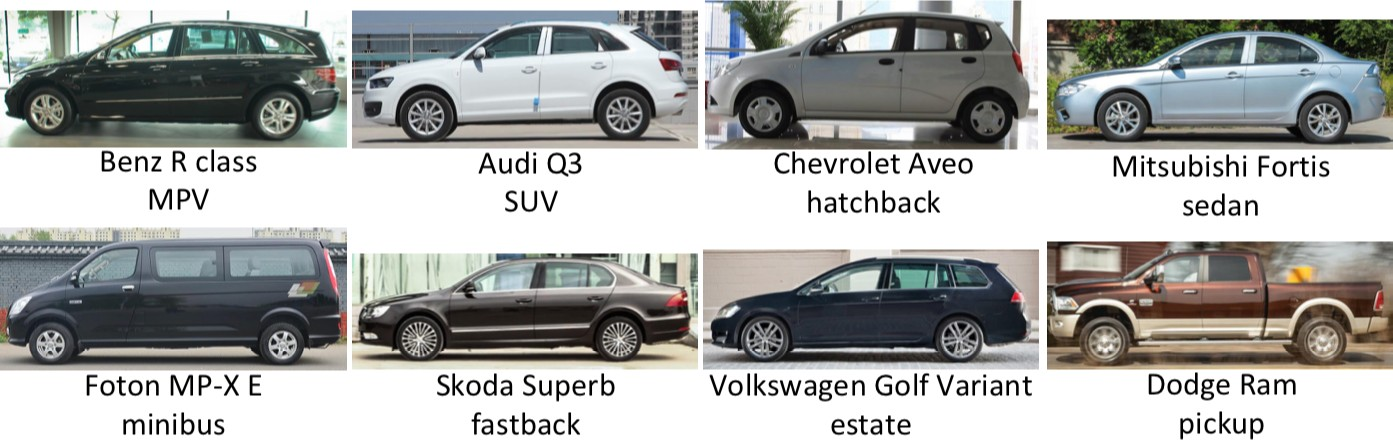 Benz R class
MPV
Audi Q3
SUV
Chevrolet Aveo
hatchback
Mitsubishi Fortis
sedan
Foton MP-X E
minibus
Skoda Superb
fastback
Volkswagen Golf Variant
estate
Dodge Ram
pickup